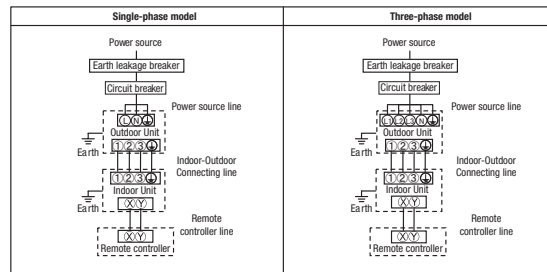 Single-phase model
Power source
Earth leakage breaker
Circuit breaker
Power source line
L N
Outdoor Unit
1 2 3
Earth
Indoor-Outdoor
Connecting line
1 2 3
Indoor Unit
Earth
X Y
Remote
controller line
X Y
Remote controller
Three-phase model
Power source
Earth leakage breaker
Circuit breaker
Power source line
L1 L2 L3 N
Outdoor Unit
1 2 3
Earth
Indoor-Outdoor
Connecting line
1 2 3
Indoor Unit
Earth
X Y
Remote
controller line
X Y
Remote controller